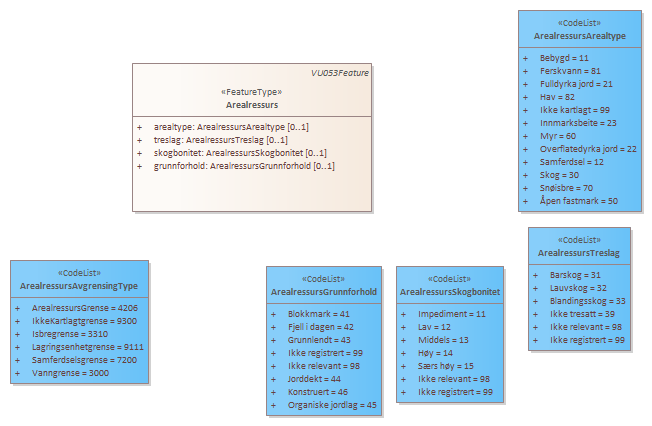 «CodeList»
ArealressursArealtype
+ Bebygd = 11
+ Ferskvann = 81
+ Fulldyrka jord = 21
+ Hav = 82
+ Ikke kartlagt = 99
+ Innmarksbeite = 23
+ Myr = 60
+ Overflatedyrka jord = 22
+ Samferdsel = 12
+ Skog = 30
+ Snøisbre = 70
+ Åpen fastmark = 50
VU053Feature
«FeatureType»
Arealressurs
+ arealtype: ArealressursArealtype [0..1]
+ treslag: ArealressursTreslag [0..1]
+ skogbonitet: ArealressursSkogbonitet [0..1]
+ grunnforhold: ArealressursGrunnforhold [0..1]
«CodeList»
ArealressursTreslag
+ Barskog = 31
+ Lauvskog = 32
+ Blandingsskog = 33
+ Ikke tresatt = 39
+ Ikke relevant = 98
+ Ikke registrert = 99
«CodeList»
ArealressursAvgrensingType
+ ArealressursGrense = 4206
+ IkkeKartlagtgrense = 9300
+ Isbregrense = 3310
+ Lagringsenhetgrense = 9111
+ Samferdselsgrense = 7200
+ Vanngrense = 3000
«CodeList»
ArealressursGrunnforhold
+ Blokkmark = 41
+ Fjell i dagen = 42
+ Grunnlendt = 43
+ Ikke registrert = 99
+ Ikke relevant = 98
+ Jorddekt = 44
+ Konstruert = 46
+ Organiske jordlag = 45
«CodeList»
ArealressursSkogbonitet
+ Impediment = 11
+ Lav = 12
+ Middels = 13
+ Høy = 14
+ Særs høy = 15
+ Ikke relevant = 98
+ Ikke registrert = 99